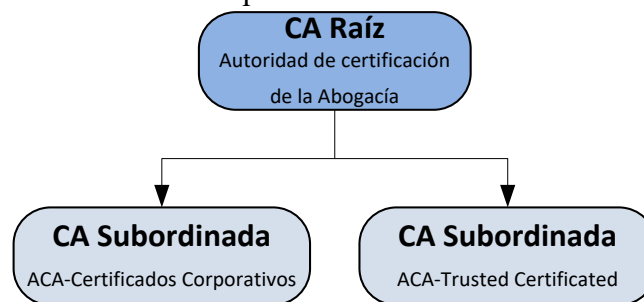 CA Raíz
Autoridad de certificación
de la Abogacía
CA Subordinada
ACA-Certificados Corporativos
CA Subordinada
ACA-Trusted Certificated